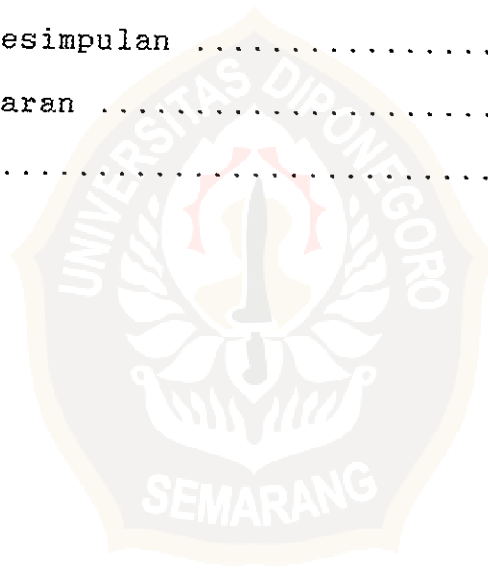 esimpulan ....................
aran .........................
..............................
UNIVERSITAS DIPONEGORO
SEMARANG